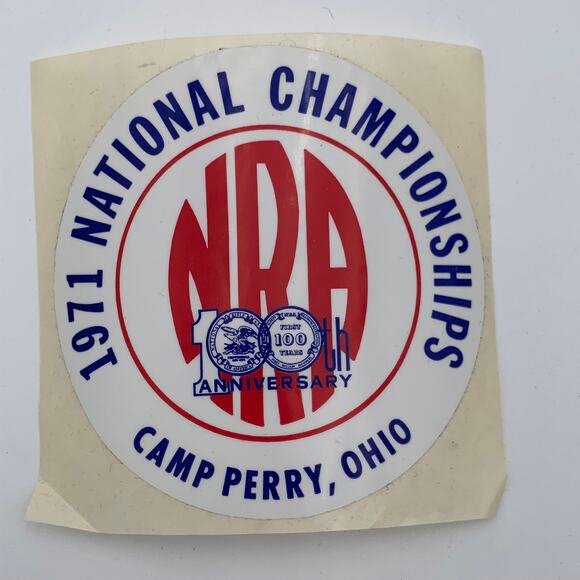 1971 NATIONAL CHAMPIONSHIPS
NRA
100th
FIRST
100
YEARS
ANNIVERSARY
CAMP PERRY, OHIO